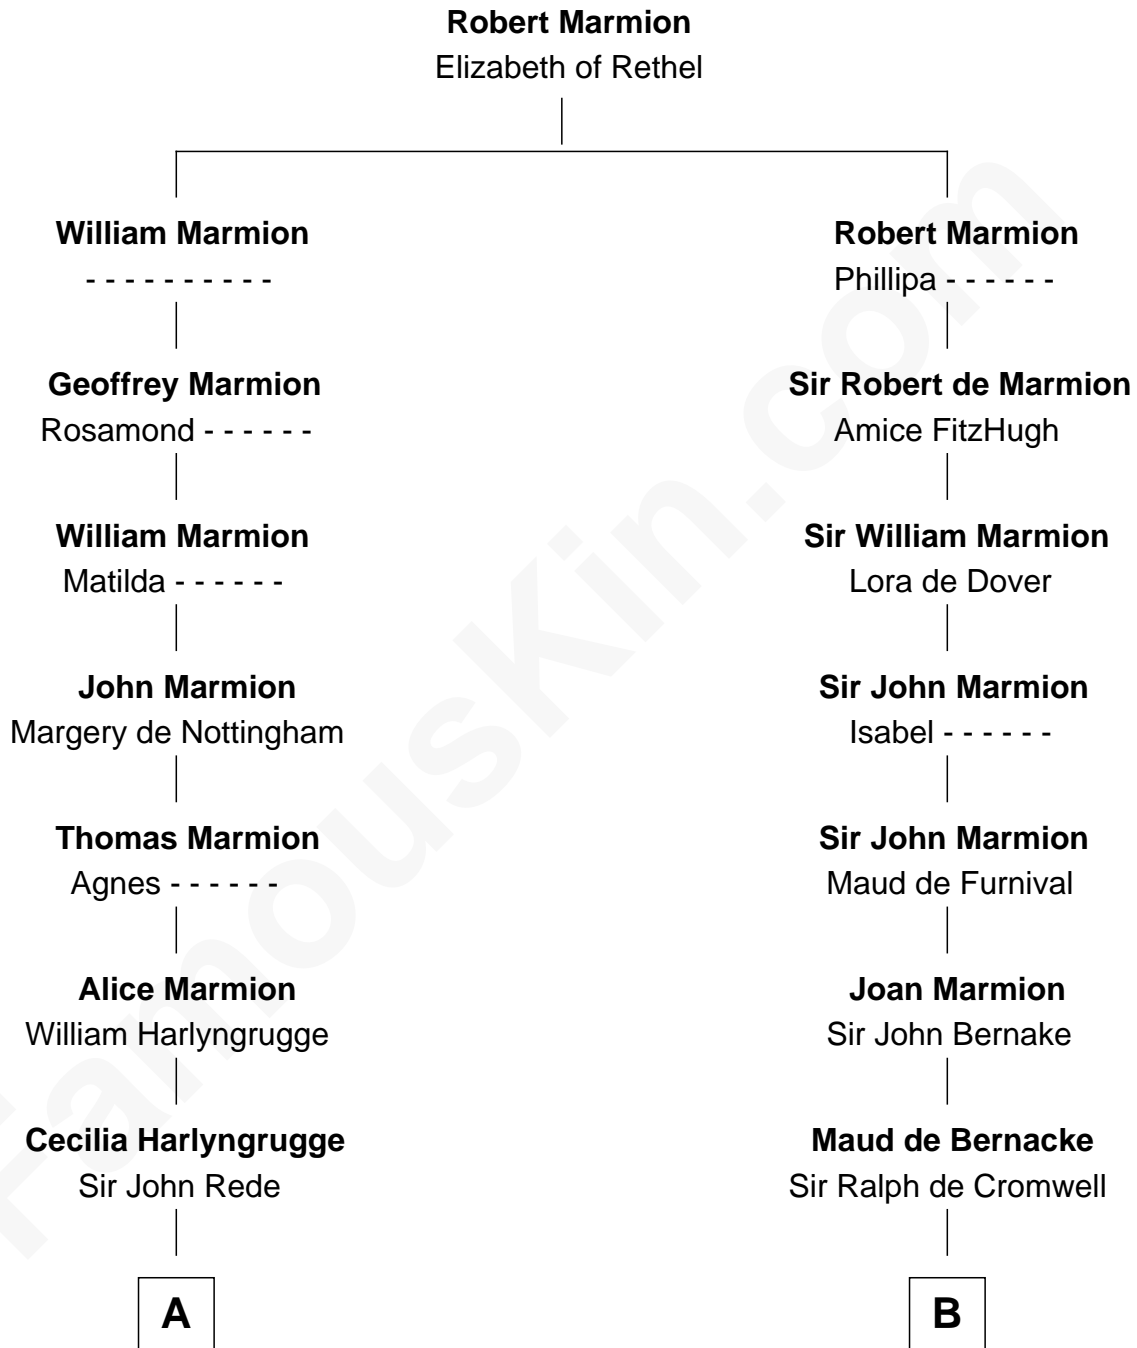 Robert Marmion
Elizabeth of Rethel
William Marmion
- - - - - - - - - -
Geoffrey Marmion
Rosamond - - - - - -
William Marmion
Matilda - - - - - -
John Marmion
Margery de Nottingham
Thomas Marmion
Agnes - - - - - -
Alice Marmion
William Harlyngrugge
Cecilia Harlyngrugge
Sir John Rede
A
Robert Marmion
Phillipa - - - - - -
Sir Robert de Marmion
Amice FitzHugh
Sir William Marmion
Lora de Dover
Sir John Marmion
Isabel - - - - - -
Sir John Marmion
Maud de Furnival
Joan Marmion
Sir John Bernake
Maud de Bernacke
Sir Ralph de Cromwell
B
FamousKin.com